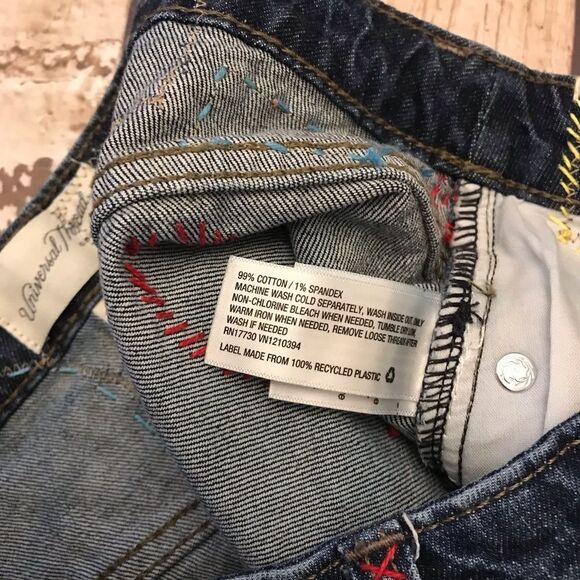 Universal Thread
99% COTTON / 1% SPANDEX
MACHINE WASH COLD SEPARATELY, WASH INSIDE OUT, ONLY
NON-CHLORINE BLEACH WHEN NEEDED, TUMBLE DRY LOW,
WARM IRON WHEN NEEDED, REMOVE LOOSE THREAD AFTER
WASH IF NEEDED
RN17730 VN1210394
LABEL MADE FROM 100% RECYCLED PLASTIC